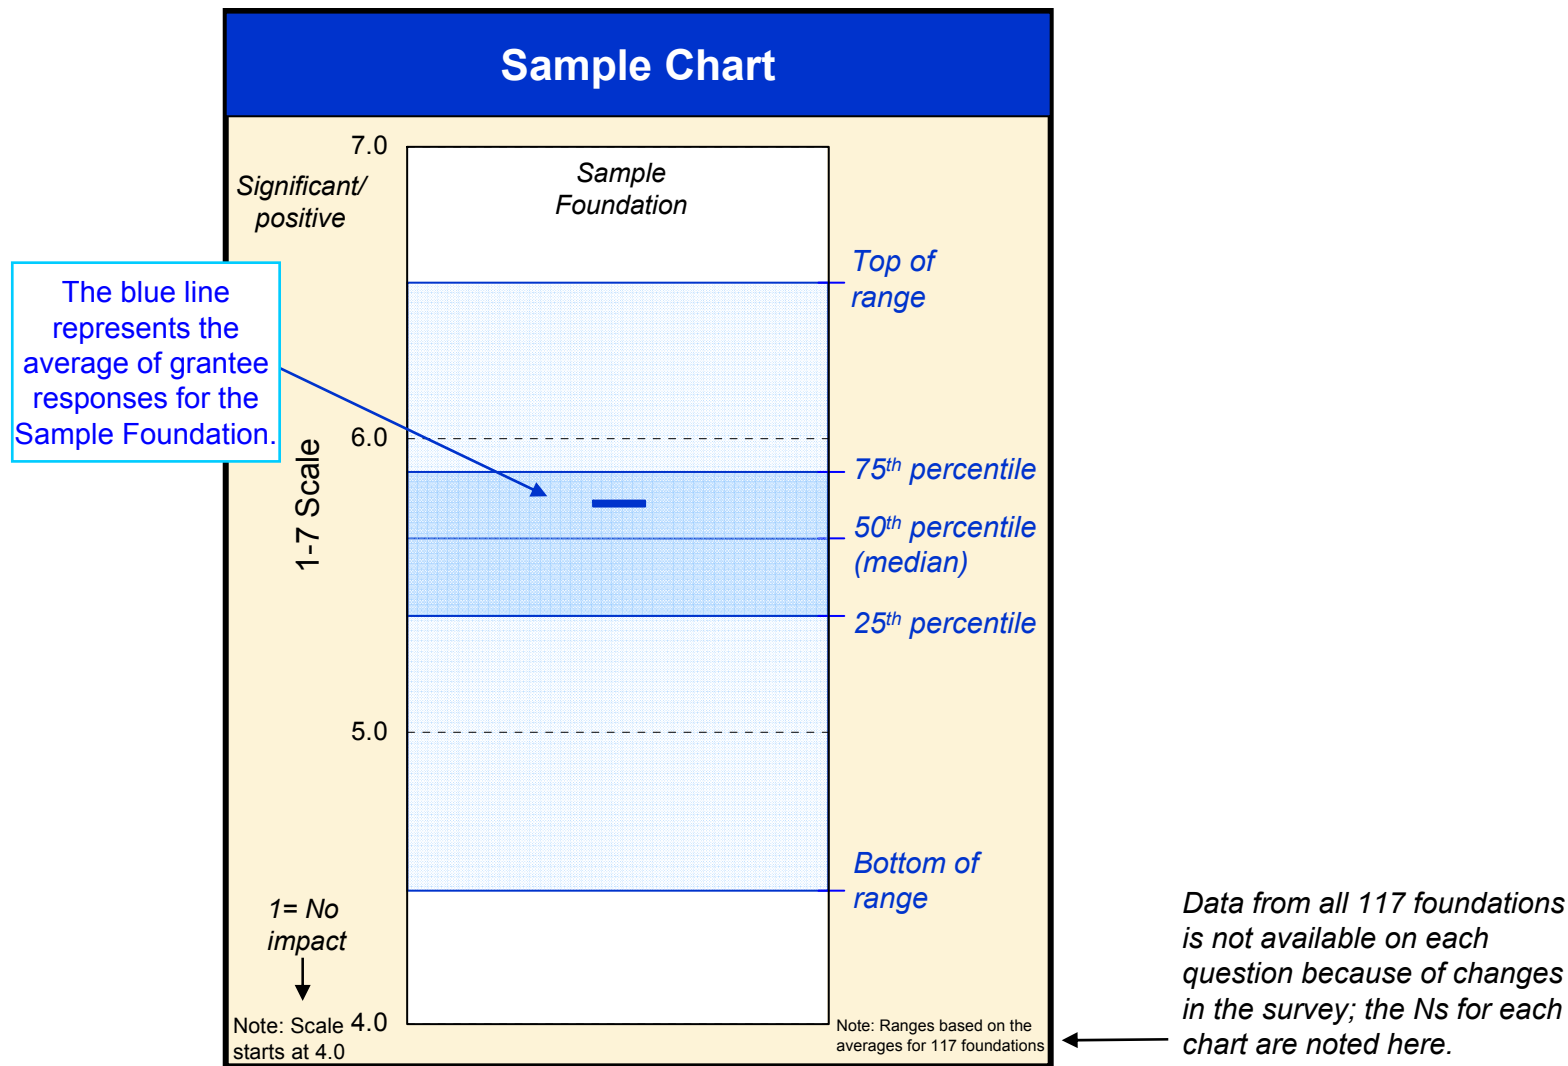 Sample Chart
7.0
Significant/
positive
Sample
Foundation
Top of
range
The blue line
represents the
average of grantee
responses for the
Sample Foundation.
6.0
1-7 Scale
75th percentile
50th percentile
(median)
25th percentile
5.0
Bottom of
range
1= No
impact
Note: Scale
starts at 4.0
4.0
Note: Ranges based on the
averages for 117 foundations
Data from all 117 foundations
is not available on each
question because of changes
in the survey; the Ns for each
chart are noted here.